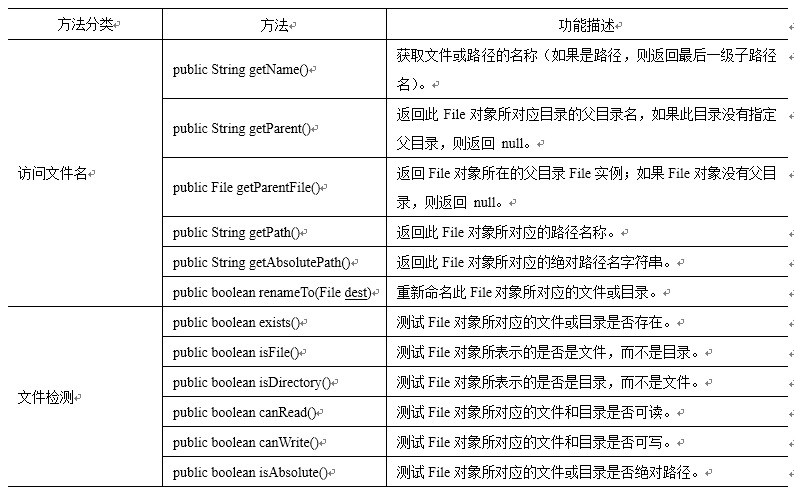 方法分类 方法 功能描述
public String getName() 获取文件或路径的名称（如果是路径，则返回最后一级子路径
名）。
public String getParent() 返回此 File 对象所对应目录的父目录名，如果此目录没有指定
父目录，则返回 null。
访问文件名
public File getParentFile() 返回 File 对象所在的父目录 File 实例；如果 File 对象没有父目
录，则返回 null。
public String getPath() 返回此 File 对象所对应的路径名称。
public String getAbsolutePath() 返回此 File 对象所对应的绝对路径名字符串。
public boolean renameTo(File dest) 重新命名此 File 对象所对应的文件或目录。
public boolean exists() 测试 File 对象所对应的文件或目录是否存在。
public boolean isFile() 测试 File 对象所表示的是否是文件，而不是目录。
public boolean isDirectory() 测试 File 对象所表示的是否是目录，而不是文件。
文件检测
public boolean canRead() 测试 File 对象所对应的文件和目录是否可读。
public boolean canWrite() 测试 File 对象所对应的文件和目录是否可写。
public boolean isAbsolute() 测试 File 对象所对应的文件或目录是否绝对路径。